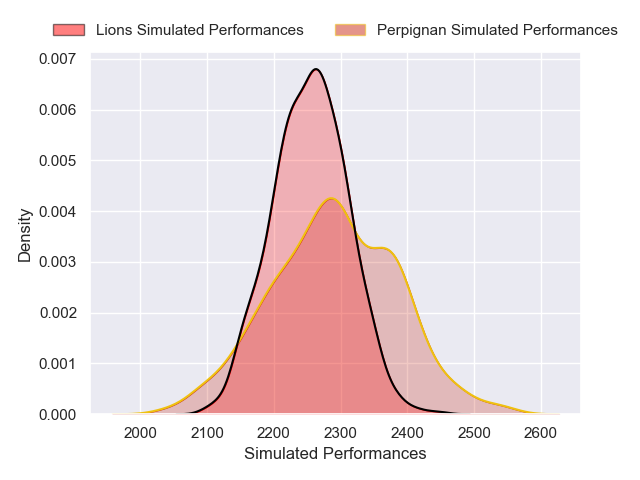 Lions Simulated Performances Perpignan Simulated Performances
0.007
0.006
0.005
0.004
0.003
0.002
0.001
0.000
Density
2000 2100 2200 2300 2400 2500 2600
Simulated Performances